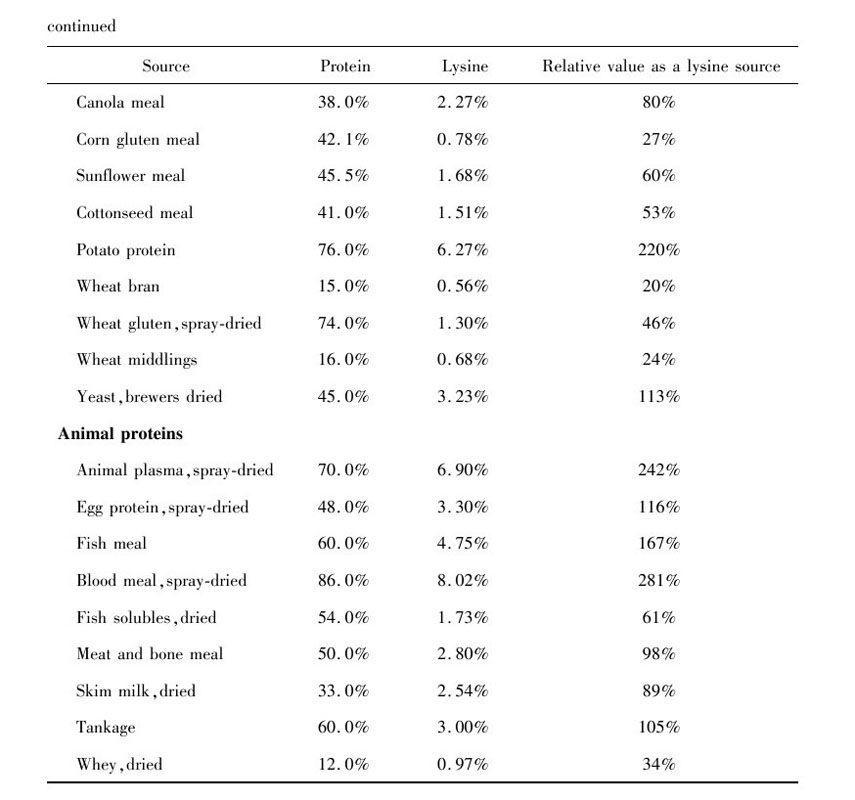 continued
Source Protein Lysine Relative value as a lysine source
Canola meal 38.0% 2.27% 80%
Corn gluten meal 42.1% 0.78% 27%
Sunflower meal 45.5% 1.68% 60%
Cottonseed meal 41.0% 1.51% 53%
Potato protein 76.0% 6.27% 220%
Wheat bran 15.0% 0.56% 20%
Wheat gluten,spray-dried 74.0% 1.30% 46%
Wheat middlings 16.0% 0.68% 24%
Yeast,brewers dried 45.0% 3.23% 113%
Animal proteins
Animal plasma,spray-dried 70.0% 6.90% 242%
Egg protein,spray-dried 48.0% 3.30% 116%
Fish meal 60.0% 4.75% 167%
Blood meal,spray-dried 86.0% 8.02% 281%
Fish solubles,dried 54.0% 1.73% 61%
Meat and bone meal 50.0% 2.80% 98%
Skim milk,dried 33.0% 2.54% 89%
Tankage 60.0% 3.00% 105%
Whey,dried 12.0% 0.97% 34%